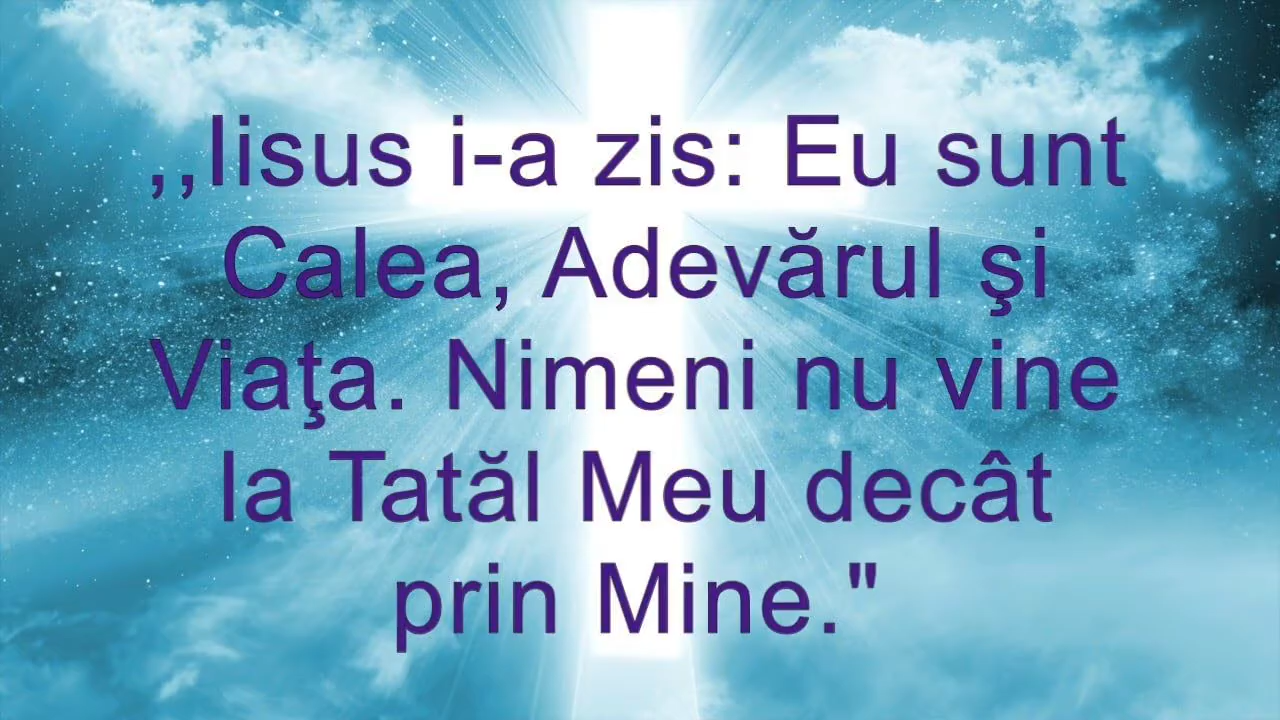 ,,Iisus i-a zis: Eu sunt
Calea, Adevărul şi
Viaţa. Nimeni nu vine
la Tatăl Meu decât
prin Mine."